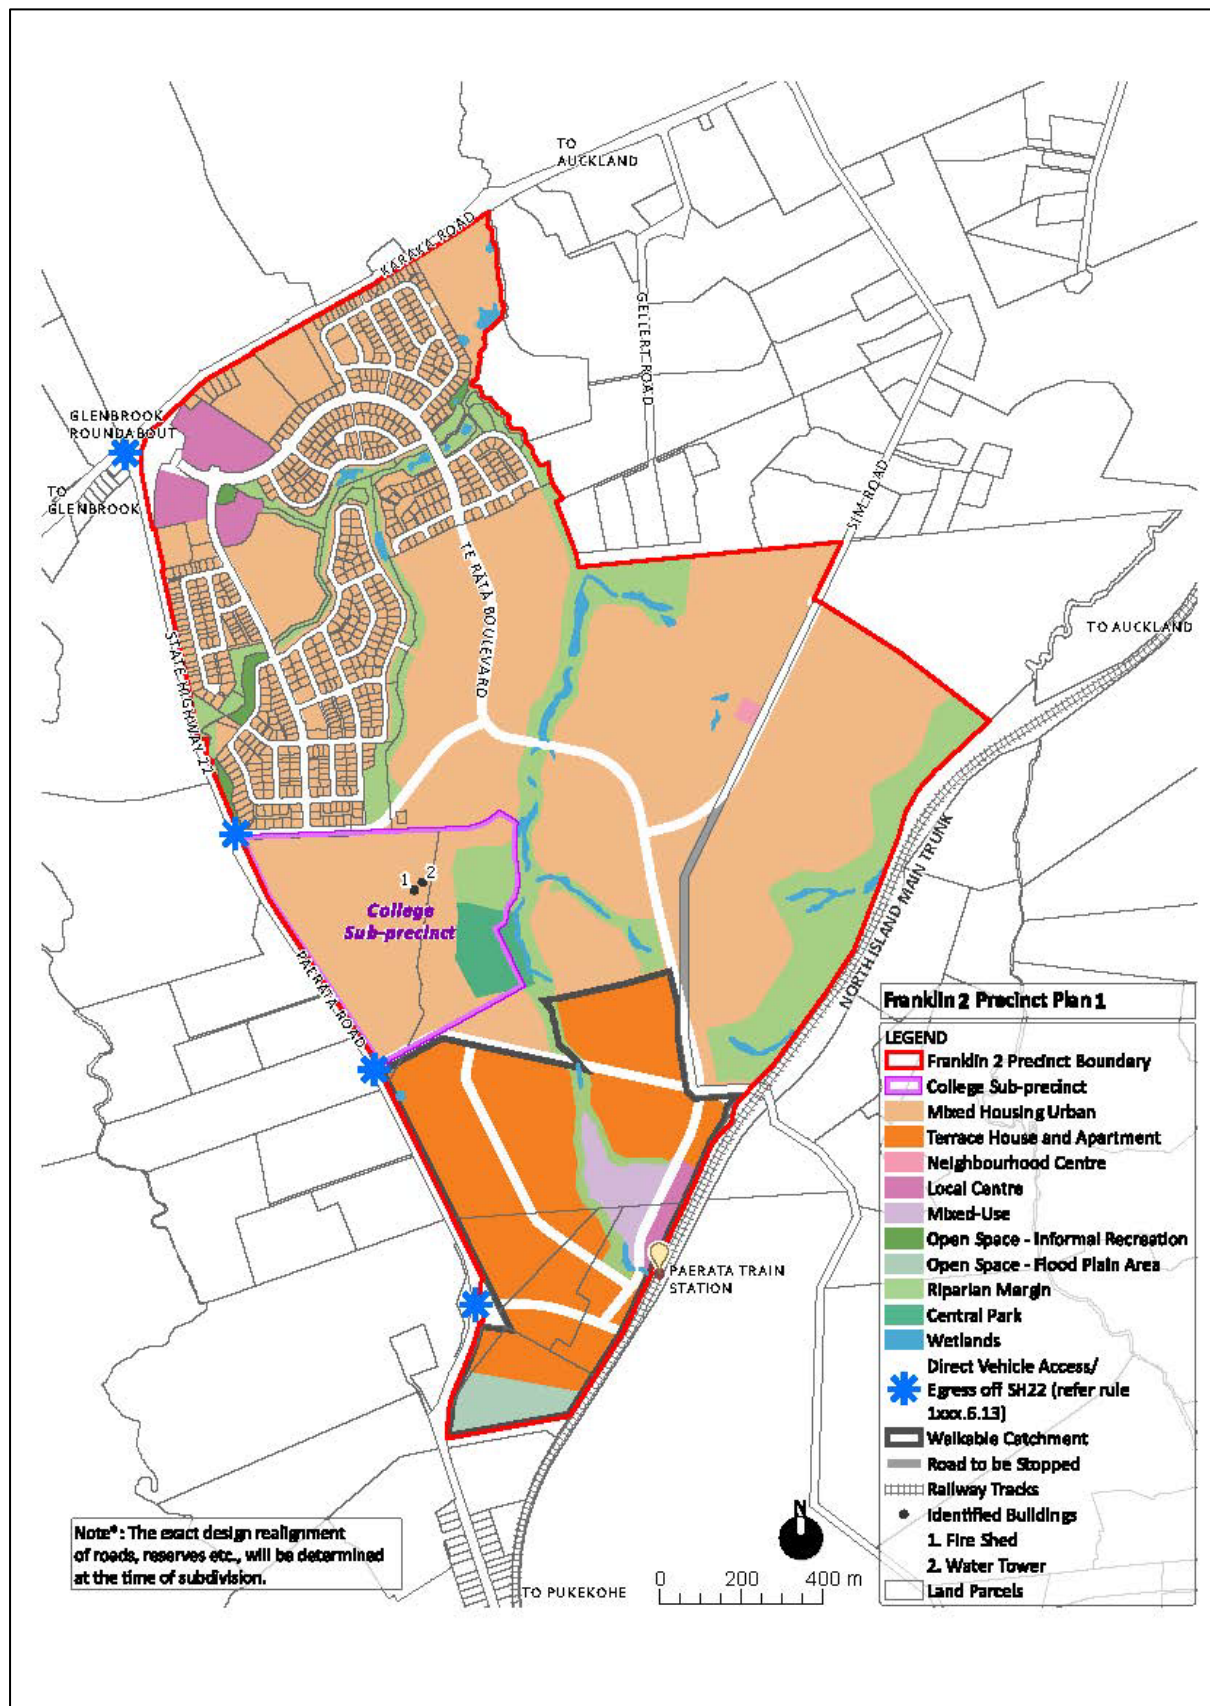 TO
AUCKLAND
KARAKA ROAD
GELLERT ROAD
GLENBROOK
ROUNDABOUT
TO
GLENBROOK
SIM ROAD
TE RĀTĀ BOULEVARD
TO AUCKLAND
STATE HIGHWAY 22
1
2
College
Sub-precinct
PAERATA ROAD
NORTH ISLAND MAIN TRUNK
PAERATA TRAIN
STATION
Franklin 2 Precinct Plan 1
LEGEND
Franklin 2 Precinct Boundary
College Sub-precinct
Mixed Housing Urban
Terrace House and Apartment
Neighbourhood Centre
Local Centre
Mixed-Use
Open Space - Informal Recreation
Open Space - Flood Plain Area
Riparian Margin
Central Park
Wetlands
Direct Vehicle Access/
Egress off SH22 (refer rule
1xxx.6.13)
Walkable Catchment
Road to be Stopped
Railway Tracks
Identified Buildings
1. Fire Shed
2. Water Tower
Land Parcels
Note*: The exact design realignment
of roads, reserves etc., will be determined
at the time of subdivision.
TO PUKEKOHE
N
0 200 400 m